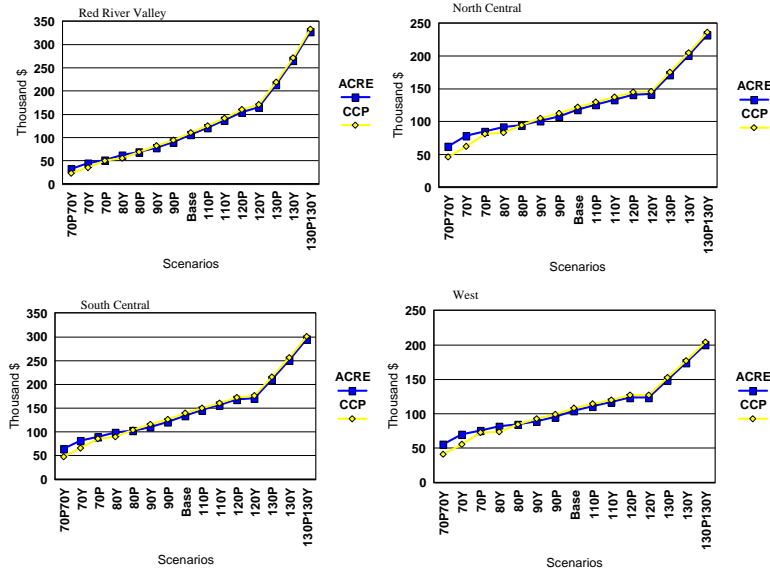 Red River Valley
350
300
250
200
150
100
50
0
Thousand $
70P70Y
70Y
70P
80Y
80P
90Y
90P
Base
110P
110Y
120P
120Y
130P
130Y
130P130Y
Scenarios
ACRE
CCP
North Central
250
200
150
100
50
0
Thousand $
70P70Y
70Y
70P
80Y
80P
90Y
90P
Base
110P
110Y
120P
120Y
130P
130Y
130P130Y
Scenarios
ACRE
CCP
South Central
350
300
250
200
150
100
50
0
Thousand $
70P70Y
70Y
70P
80Y
80P
90Y
90P
Base
110P
110Y
120P
120Y
130P
130Y
130P130Y
Scenarios
ACRE
CCP
West
250
200
150
100
50
0
Thousand $
70P70Y
70Y
70P
80Y
80P
90Y
90P
Base
110P
110Y
120P
120Y
130P
130Y
130P130Y
Scenarios
ACRE
CCP